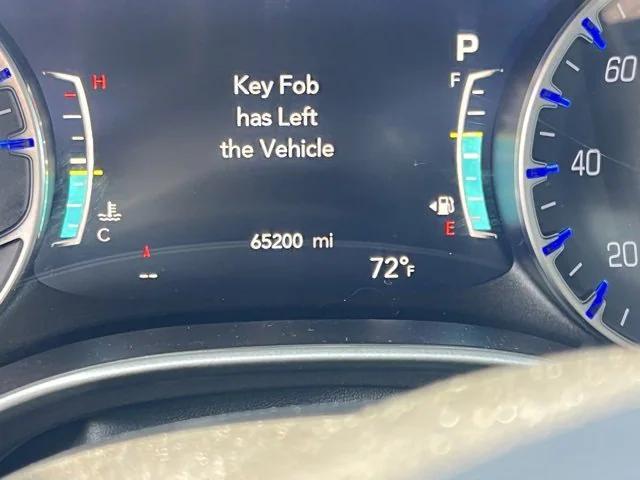 P
H
F
60
Key Fob
has Left
the Vehicle
40
C
E
65200 mi
20
A
--
72°F